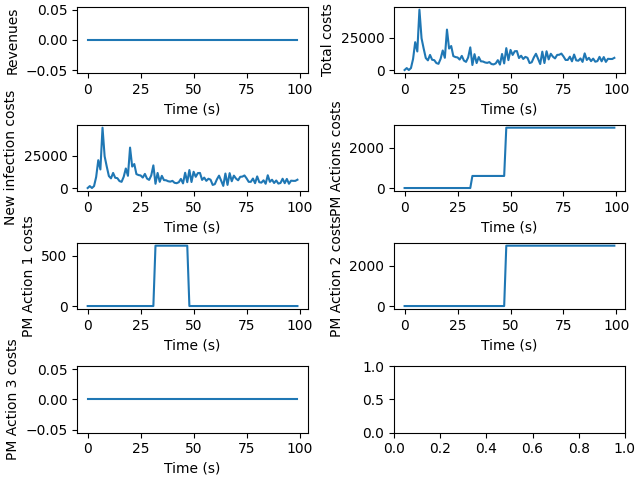 Revenues
0.05
0.00
−0.05
0 25 50 75 100
Time (s)
Total costs
25000
0
0 25 50 75 100
Time (s)
New infection costs
25000
0
0 25 50 75 100
Time (s)
PM Actions costs
2000
0
0 25 50 75 100
Time (s)
PM Action 1 costs
500
0
0 25 50 75 100
Time (s)
PM Action 2 costs
2000
0
0 25 50 75 100
Time (s)
PM Action 3 costs
0.05
0.00
−0.05
0 25 50 75 100
Time (s)
1.0
0.5
0.0
0.0 0.2 0.4 0.6 0.8 1.0